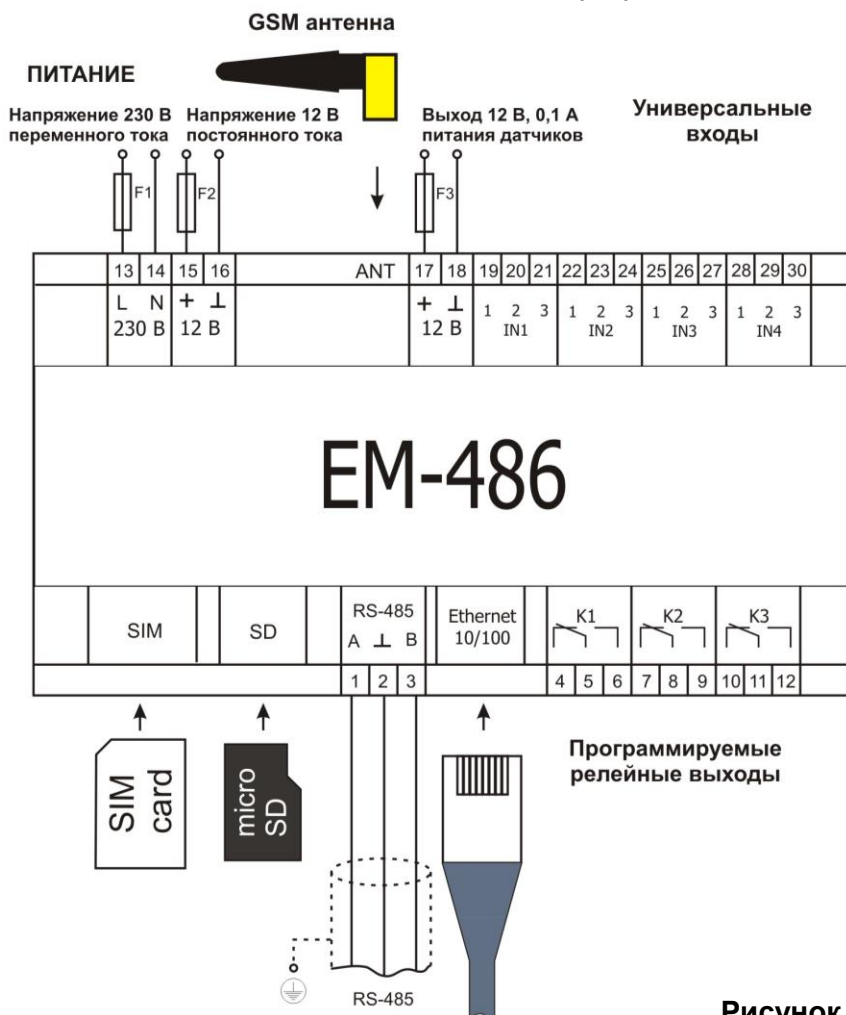 GSM антенна
ПИТАНИЕ
Напряжение 230 В
переменного тока
Напряжение 12 В
постоянного тока
Выход 12 В, 0,1 А
питания датчиков
Универсальные
входы
F1
F2
F3
13 14 15 16 ANT 17 18 19 20 21 22 23 24 25 26 27 28 29 30
L N
230 В
+ ⊥
12 В
+ ⊥
12 В
1 2 3
IN1
1 2 3
IN2
1 2 3
IN3
1 2 3
IN4
EM-486
SIM
SD
RS-485
A ⊥ B
Ethernet
10/100
K1
K2
K3
1 2 3 4 5 6 7 8 9 10 11 12
SIM
card
micro
SD
Программируемые
релейные выходы
RS-485
Рисунок